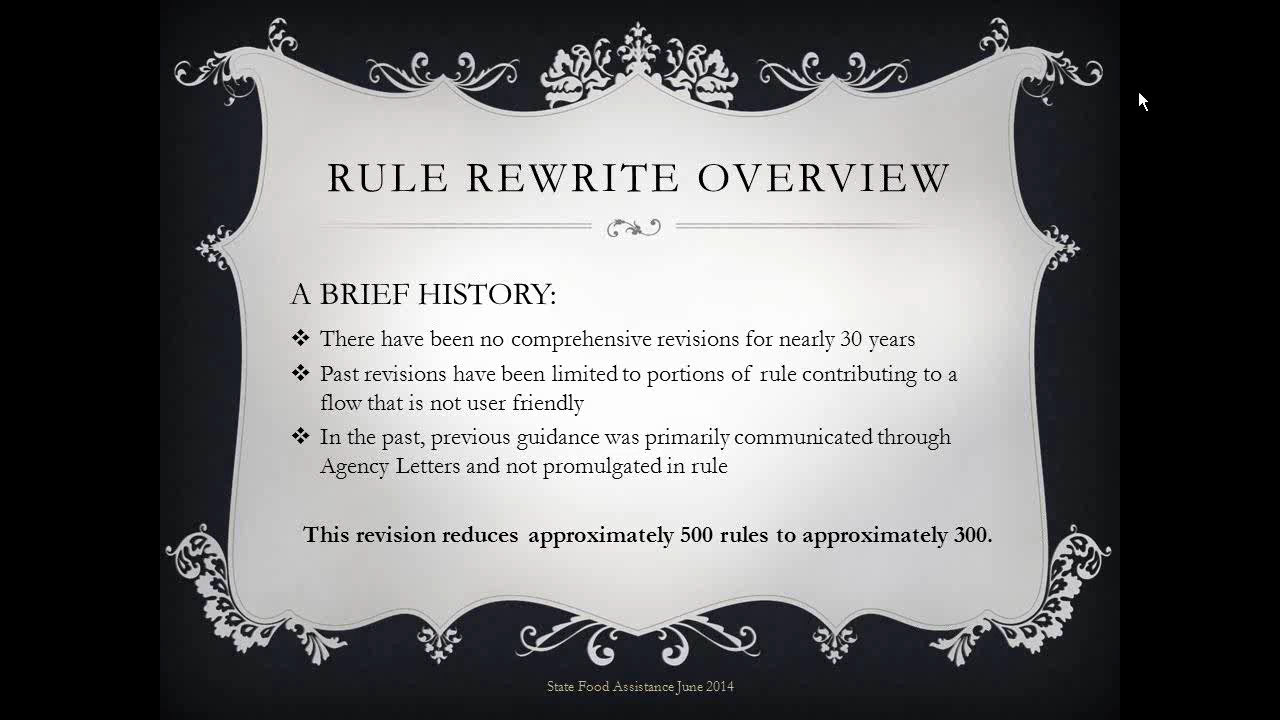 RULE REWRITE OVERVIEW
A BRIEF HISTORY:
❖ There have been no comprehensive revisions for nearly 30 years
❖ Past revisions have been limited to portions of rule contributing to a
flow that is not user friendly
❖ In the past, previous guidance was primarily communicated through
Agency Letters and not promulgated in rule
This revision reduces approximately 500 rules to approximately 300.
State Food Assistance June 2014